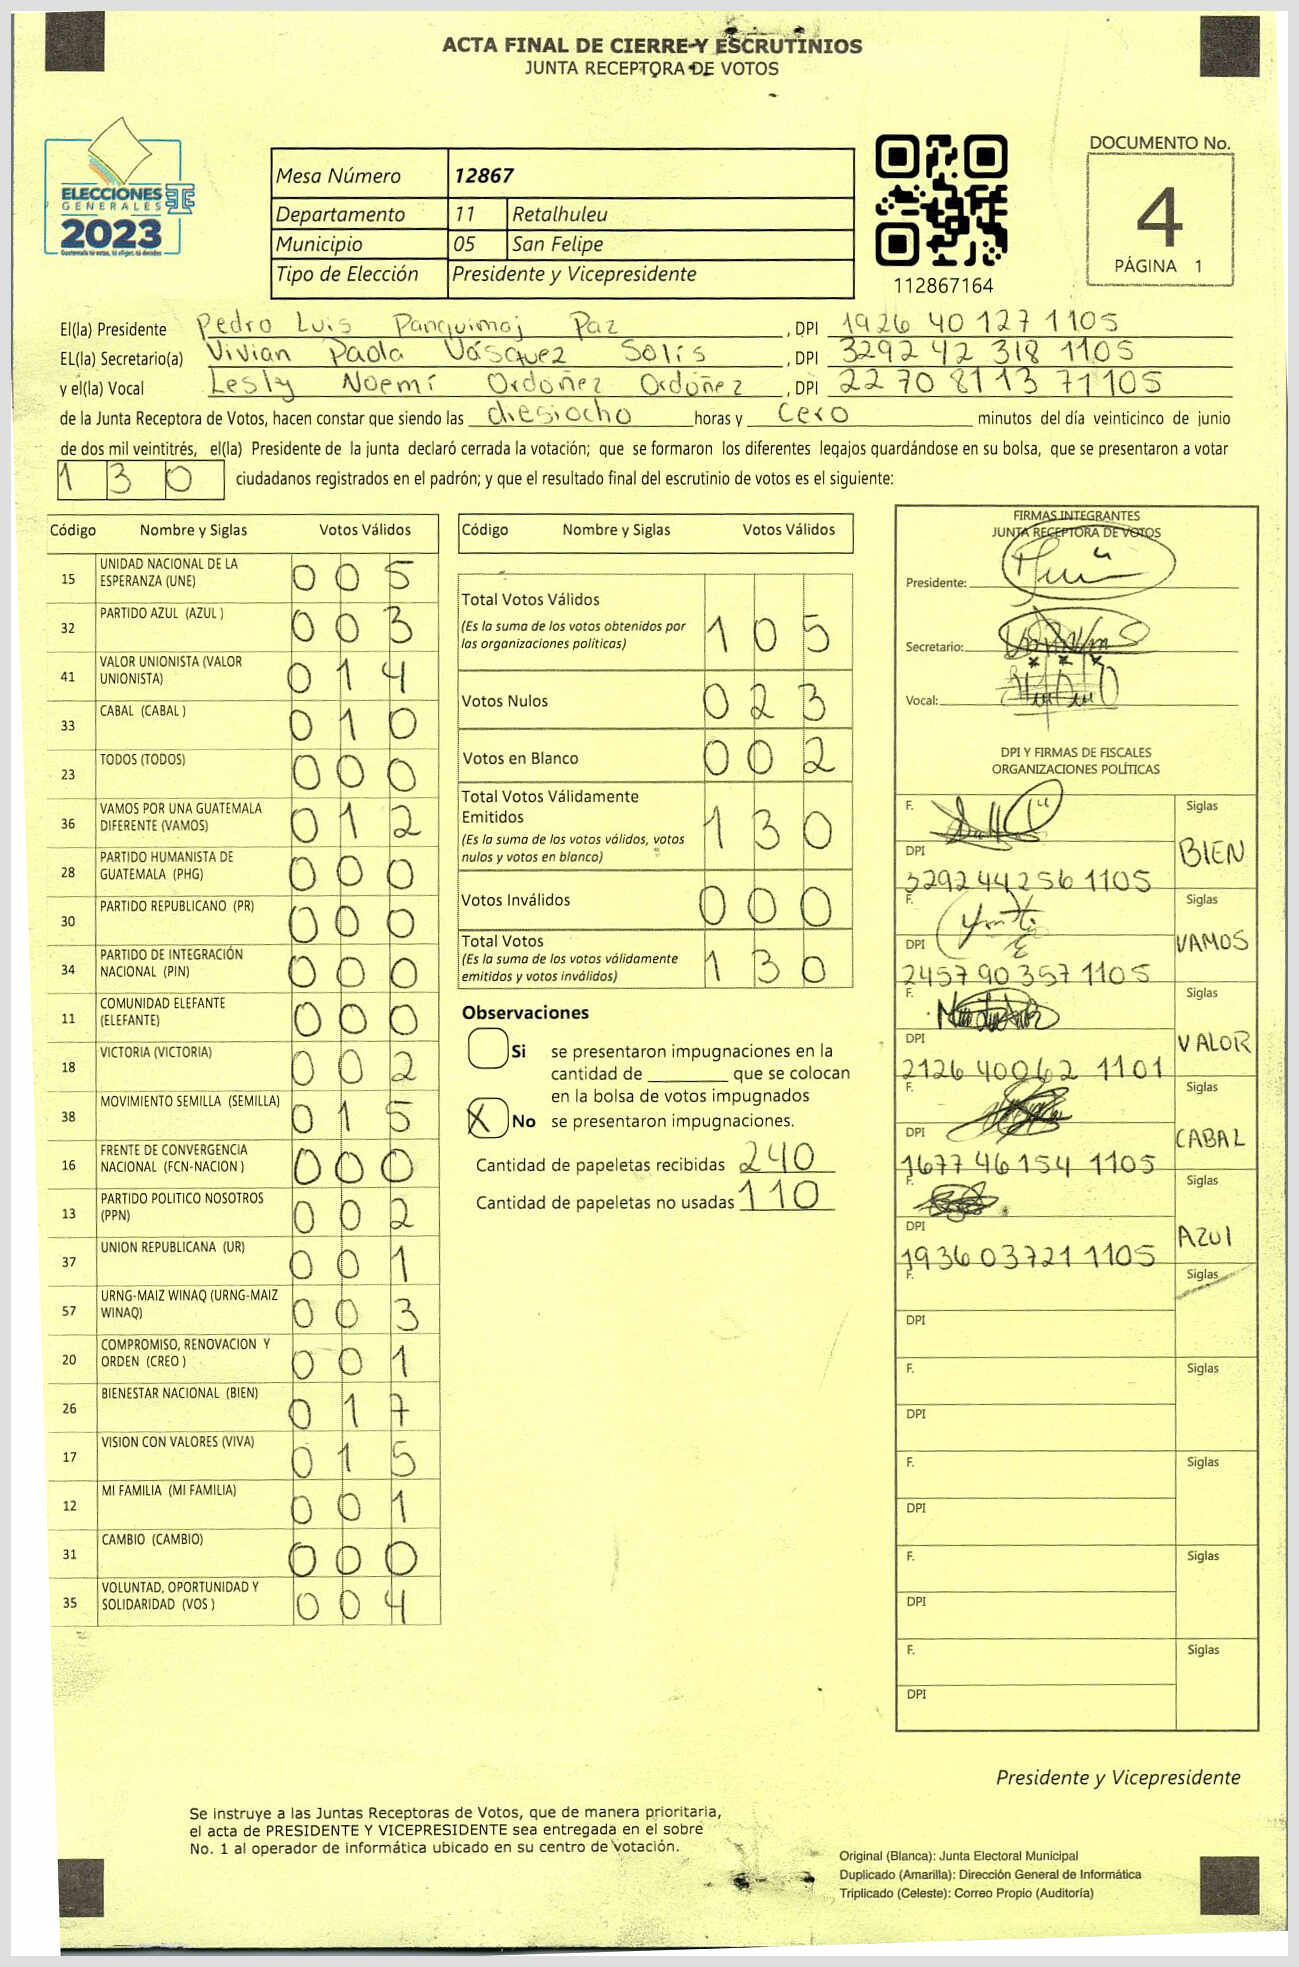 ACTA FINAL DE CIERRE Y ESCRUTINIOS
JUNTA RECEPTORA DE VOTOS
ELECCIONES
GENERALES
2023
Mesa Número 12867
Departamento 11 Retalhuleu
Municipio 05 San Felipe
Tipo de Elección Presidente y Vicepresidente
112867164
DOCUMENTO No.
4
PÁGINA 1
El(la) Presidente Pedro Luis Panquimaj Paz , DPI 1926 40127 1105
EL(la) Secretario(a) Vivian Paola Vásquez Solís , DPI 3292 42 318 1105
y el(la) Vocal Lesly Noemí Ordoñez Ordoñez , DPI 2270 81137 1105
de la Junta Receptora de Votos, hacen constar que siendo las diesiocho horas y cero minutos del día veinticinco de junio
de dos mil veintitrés, el(la) Presidente de la junta declaró cerrada la votación; que se formaron los diferentes legajos guardándose en su bolsa, que se presentaron a votar
1 3 0 ciudadanos registrados en el padrón; y que el resultado final del escrutinio de votos es el siguiente:
Código Nombre y Siglas Votos Válidos
15 UNIDAD NACIONAL DE LA ESPERANZA (UNE) 0 0 5
32 PARTIDO AZUL (AZUL ) 0 0 3
41 VALOR UNIONISTA (VALOR UNIONISTA) 0 1 4
33 CABAL (CABAL ) 0 1 0
23 TODOS (TODOS) 0 0 0
36 VAMOS POR UNA GUATEMALA DIFERENTE (VAMOS) 0 1 2
28 PARTIDO HUMANISTA DE GUATEMALA (PHG) 0 0 0
30 PARTIDO REPUBLICANO (PR) 0 0 0
34 PARTIDO DE INTEGRACIÓN NACIONAL (PIN) 0 0 0
11 COMUNIDAD ELEFANTE (ELEFANTE) 0 0 0
18 VICTORIA (VICTORIA) 0 0 2
38 MOVIMIENTO SEMILLA (SEMILLA) 0 1 5
16 FRENTE DE CONVERGENCIA NACIONAL (FCN-NACION ) 0 0 0
13 PARTIDO POLITICO NOSOTROS (PPN) 0 0 2
37 UNION REPUBLICANA (UR) 0 0 1
57 URNG-MAIZ WINAQ (URNG-MAIZ WINAQ) 0 0 3
20 COMPROMISO, RENOVACION Y ORDEN (CREO ) 0 0 1
26 BIENESTAR NACIONAL (BIEN) 0 1 7
17 VISION CON VALORES (VIVA) 0 1 5
12 MI FAMILIA (MI FAMILIA) 0 0 1
31 CAMBIO (CAMBIO) 0 0 0
35 VOLUNTAD, OPORTUNIDAD Y SOLIDARIDAD (VOS ) 0 0 4
Código Nombre y Siglas Votos Válidos
Total Votos Válidos 1 0 5
(Es la suma de los votos obtenidos por
las organizaciones políticas)
Votos Nulos 0 2 3
Votos en Blanco 0 0 2
Total Votos Válidamente
Emitidos 1 3 0
(Es la suma de los votos válidos, votos
nulos y votos en blanco)
Votos Inválidos 0 0 0
Total Votos 1 3 0
(Es la suma de los votos válidamente
emitidos y votos inválidos)
Observaciones
Si se presentaron impugnaciones en la
cantidad de ________ que se colocan
en la bolsa de votos impugnados
X No se presentaron impugnaciones.
Cantidad de papeletas recibidas 240
Cantidad de papeletas no usadas 110
FIRMAS INTEGRANTES
JUNTA RECEPTORA DE VOTOS
Presidente:
Secretario:
Vocal:
DPI Y FIRMAS DE FISCALES
ORGANIZACIONES POLÍTICAS
F. Siglas
DPI BIEN
3292 44256 1105
F. Siglas
DPI VAMOS
2457 90 357 1105
F. Siglas
DPI VALOR
2126 40062 1101
F. Siglas
DPI CABAL
1677 46 154 1105
F. Siglas
DPI AZUl
1936 03721 1105
F. Siglas
DPI
F. Siglas
DPI
F. Siglas
DPI
F. Siglas
DPI
F. Siglas
DPI
Presidente y Vicepresidente
Se instruye a las Juntas Receptoras de Votos, que de manera prioritaria,
el acta de PRESIDENTE Y VICEPRESIDENTE sea entregada en el sobre
No. 1 al operador de informática ubicado en su centro de votación.
Original (Blanca): Junta Electoral Municipal
Duplicado (Amarilla): Dirección General de Informática
Triplicado (Celeste): Correo Propio (Auditoría)